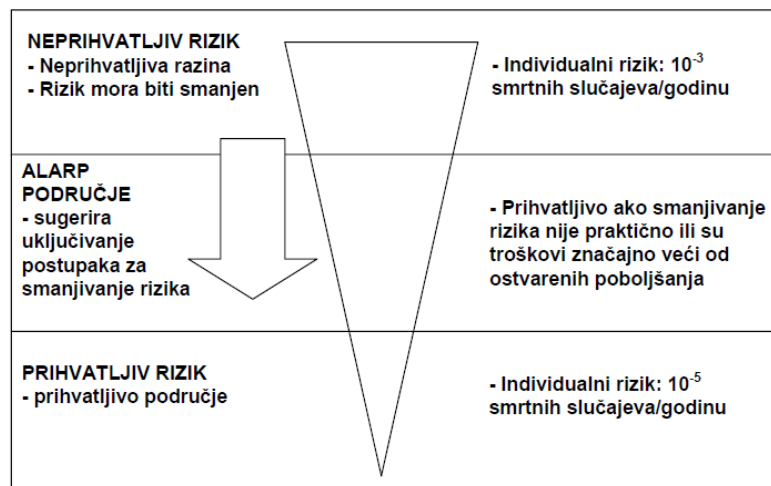 NEPRIHVATLJIV RIZIK
- Neprihvatljiva razina
- Rizik mora biti smanjen
- Individualni rizik: 10⁻³
smrtnih slučajeva/godinu
ALARP
PODRUČJE
- sugerira
uključivanje
postupaka za
smanjivanje rizika
- Prihvatljivo ako smanjivanje
rizika nije praktično ili su
troškovi značajno veći od
ostvarenih poboljšanja
PRIHVATLJIV RIZIK
- prihvatljivo područje
- Individualni rizik: 10⁻⁵
smrtnih slučajeva/godinu